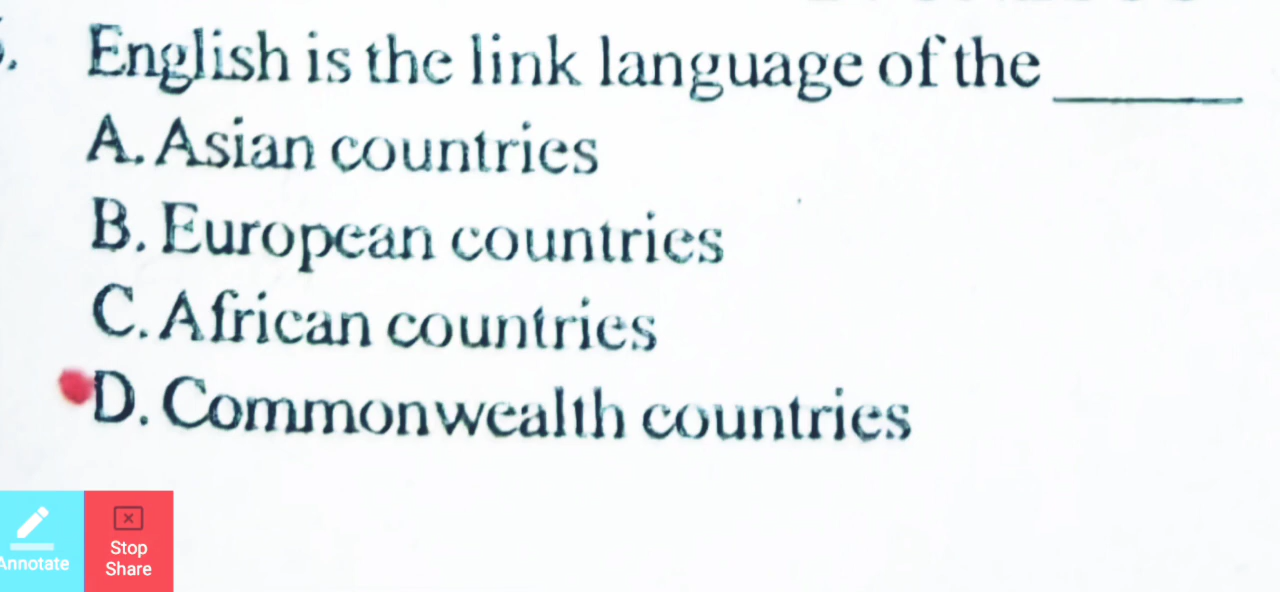 English is the link language of the ______
A. Asian countries
B. European countries
C. African countries
D. Commonwealth countries
Annotate
Stop
Share